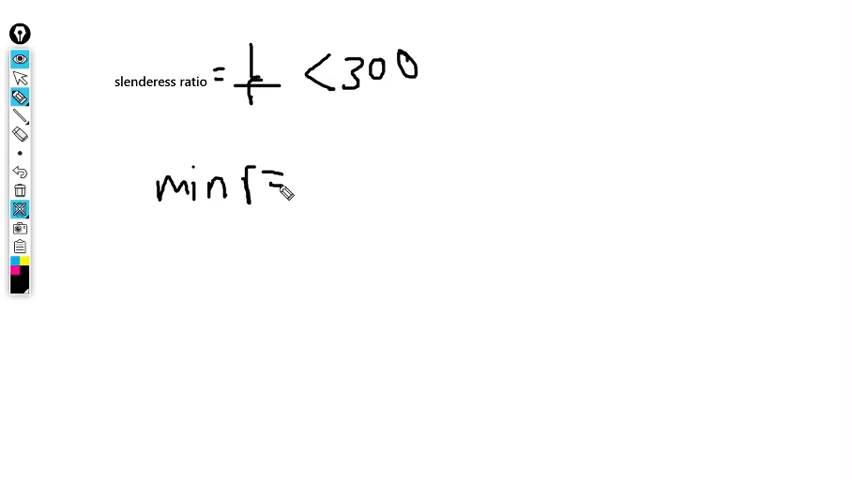 slenderess ratio = L/r < 300
min r =